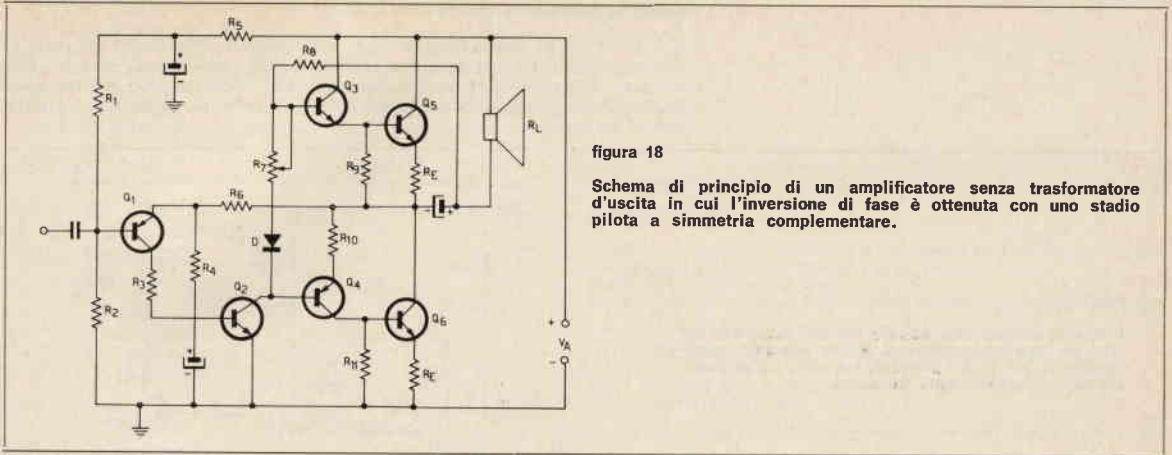 R5
R8
Q3
Q5
R1
RL
R7
R9
RE
Q1
R6
- +
D
R10
Q4
R3
R4
Q2
Q6
R2
R11
RE
+
VA
-
+
-
+
-
figura 18
Schema di principio di un amplificatore senza trasformatore
d'uscita in cui l'inversione di fase è ottenuta con uno stadio
pilota a simmetria complementare.